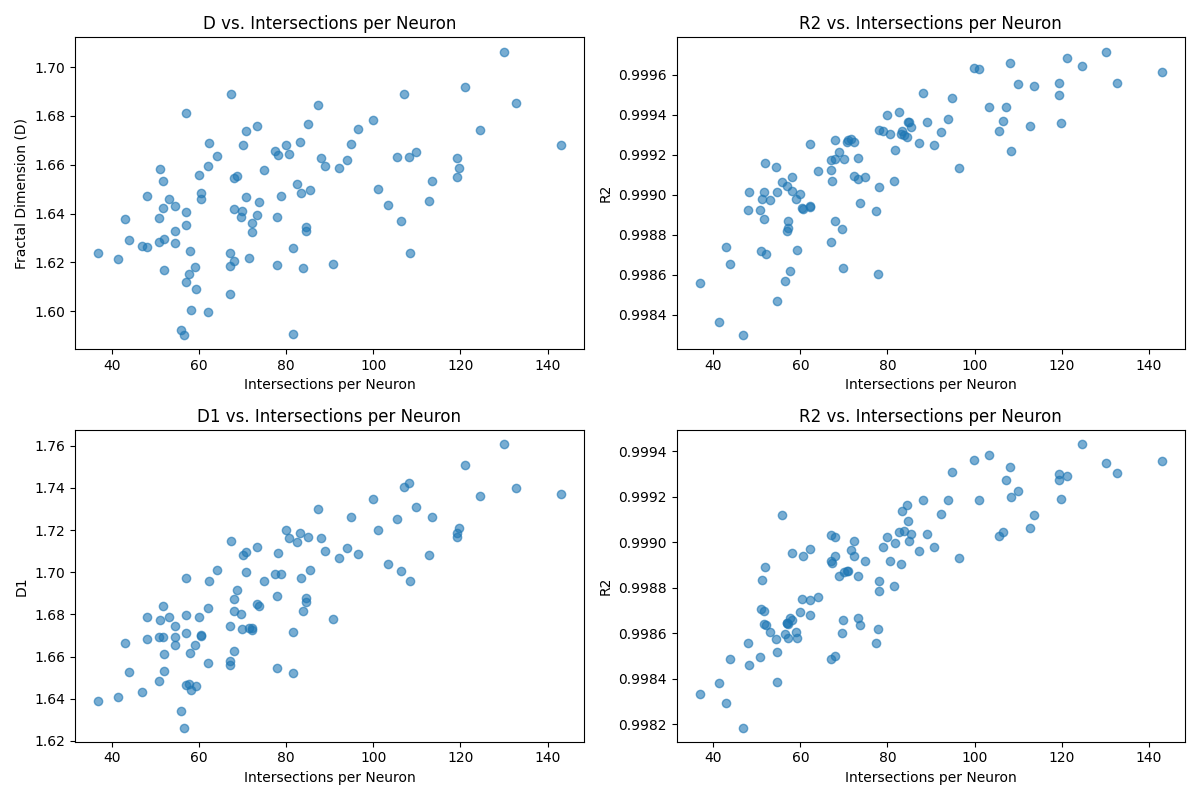 D vs. Intersections per Neuron
Fractal Dimension (D)
1.70
1.68
1.66
1.64
1.62
1.60
40 60 80 100 120 140
Intersections per Neuron
R2 vs. Intersections per Neuron
R2
0.9996
0.9994
0.9992
0.9990
0.9988
0.9986
0.9984
40 60 80 100 120 140
Intersections per Neuron
D1 vs. Intersections per Neuron
D1
1.76
1.74
1.72
1.70
1.68
1.66
1.64
1.62
40 60 80 100 120 140
Intersections per Neuron
R2 vs. Intersections per Neuron
R2
0.9994
0.9992
0.9990
0.9988
0.9986
0.9984
0.9982
40 60 80 100 120 140
Intersections per Neuron